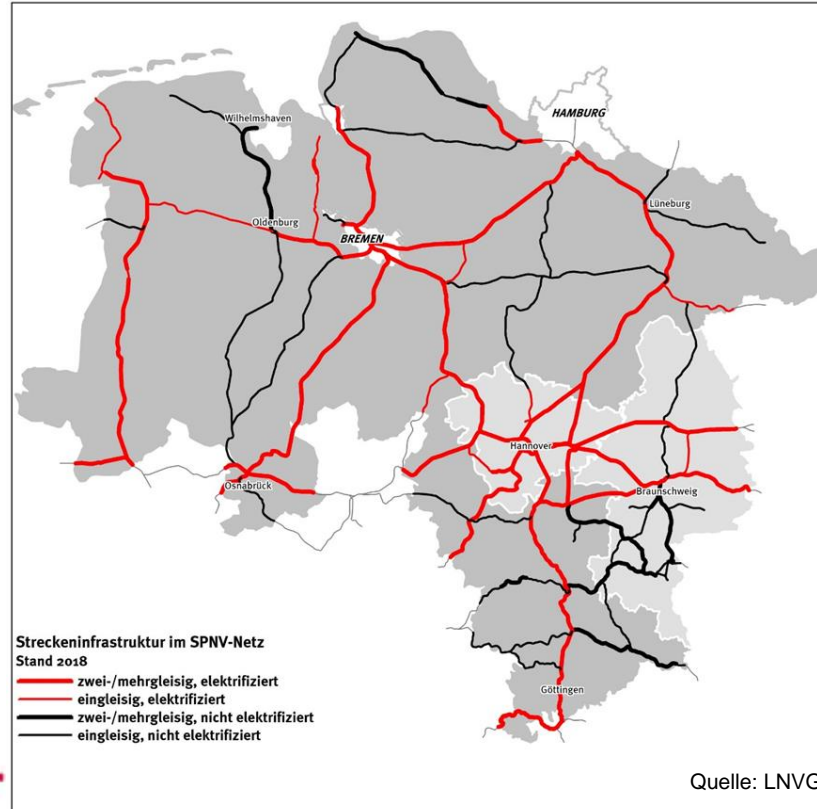 HAMBURG
Wilhelmshaven
Lüneburg
Oldenburg
BREMEN
Hannover
Osnabrück
Braunschweig
Göttingen
Streckeninfrastruktur im SPNV-Netz
Stand 2018
zwei-/mehrgleisig, elektrifiziert
eingleisig, elektrifiziert
zwei-/mehrgleisig, nicht elektrifiziert
eingleisig, nicht elektrifiziert
Quelle: LNVG